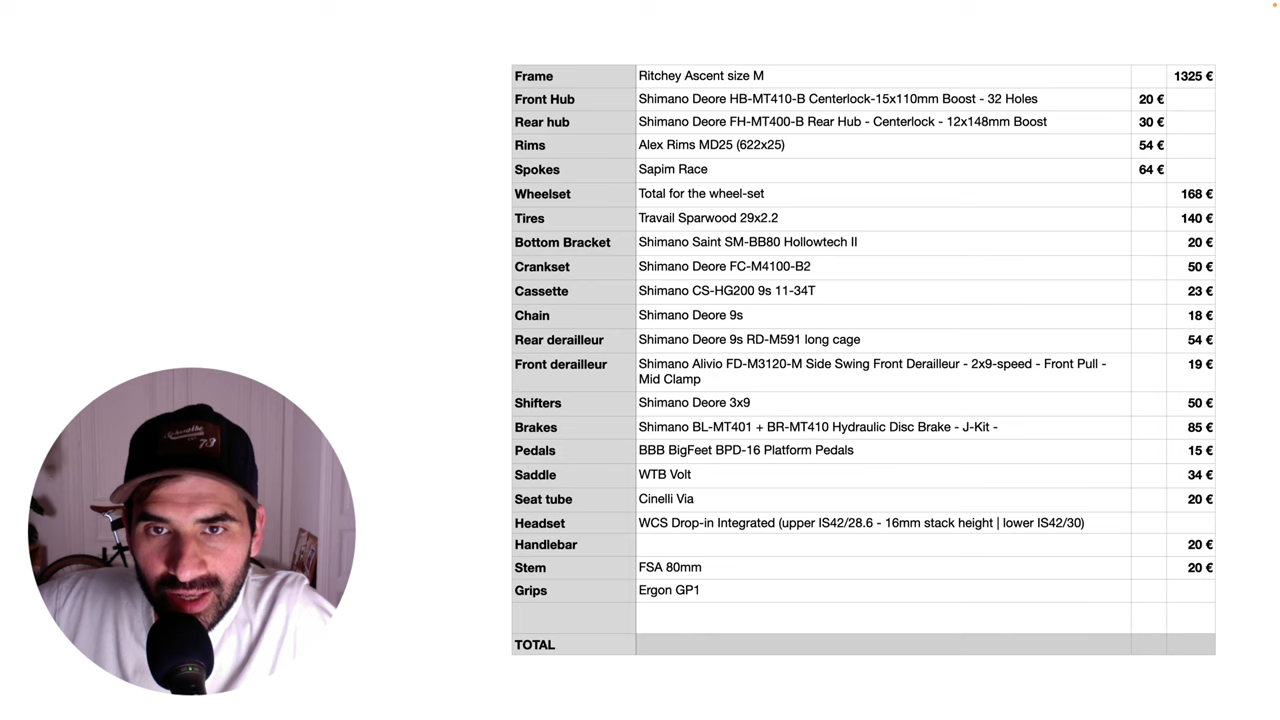 Frame Ritchey Ascent size M 1325 €
Front Hub Shimano Deore HB-MT410-B Centerlock-15x110mm Boost - 32 Holes 20 €
Rear hub Shimano Deore FH-MT400-B Rear Hub - Centerlock - 12x148mm Boost 30 €
Rims Alex Rims MD25 (622x25) 54 €
Spokes Sapim Race 64 €
Wheelset Total for the wheel-set 168 €
Tires Travail Sparwood 29x2.2 140 €
Bottom Bracket Shimano Saint SM-BB80 Hollowtech II 20 €
Crankset Shimano Deore FC-M4100-B2 50 €
Cassette Shimano CS-HG200 9s 11-34T 23 €
Chain Shimano Deore 9s 18 €
Rear derailleur Shimano Deore 9s RD-M591 long cage 54 €
Front derailleur Shimano Alivio FD-M3120-M Side Swing Front Derailleur - 2x9-speed - Front Pull - 19 €
Mid Clamp
Shifters Shimano Deore 3x9 50 €
Brakes Shimano BL-MT401 + BR-MT410 Hydraulic Disc Brake - J-Kit - 85 €
Pedals BBB BigFeet BPD-16 Platform Pedals 15 €
Saddle WTB Volt 34 €
Seat tube Cinelli Via 20 €
Headset WCS Drop-in Integrated (upper IS42/28.6 - 16mm stack height | lower IS42/30)
Handlebar 20 €
Stem FSA 80mm 20 €
Grips Ergon GP1
TOTAL
73